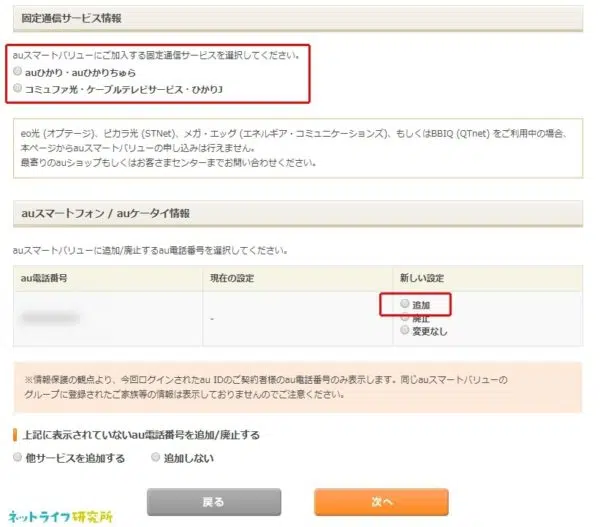 固定通信サービス情報
auスマートバリューにご加入する固定通信サービスを選択してください。
auひかり・auひかりちゅら
コミュファ光・ケーブルテレビサービス・ひかりJ
eo光 (オプテージ)、ピカラ光 (STNet)、メガ・エッグ (エネルギア・コミュニケーションズ)、もしくはBBIQ (QTnet) をご利用中の場合、
本ページからauスマートバリューの申し込みは行えません。
最寄りのauショップもしくはお客さまセンターまでお問い合わせください。
auスマートフォン / auケータイ情報
auスマートバリューに追加/廃止するau電話番号を選択してください。
au電話番号 現在の設定 新しい設定
追加
- 廃止
変更なし
※情報保護の観点より、今回ログインされたau IDのご契約者様のau電話番号のみ表示します。同じauスマートバリューの
グループに登録されたご家族等の情報は表示しておりませんのでご注意ください。
上記に表示されていないau電話番号を追加/廃止する
他サービスを追加する 追加しない
戻る 次へ
ネットライフ研究所